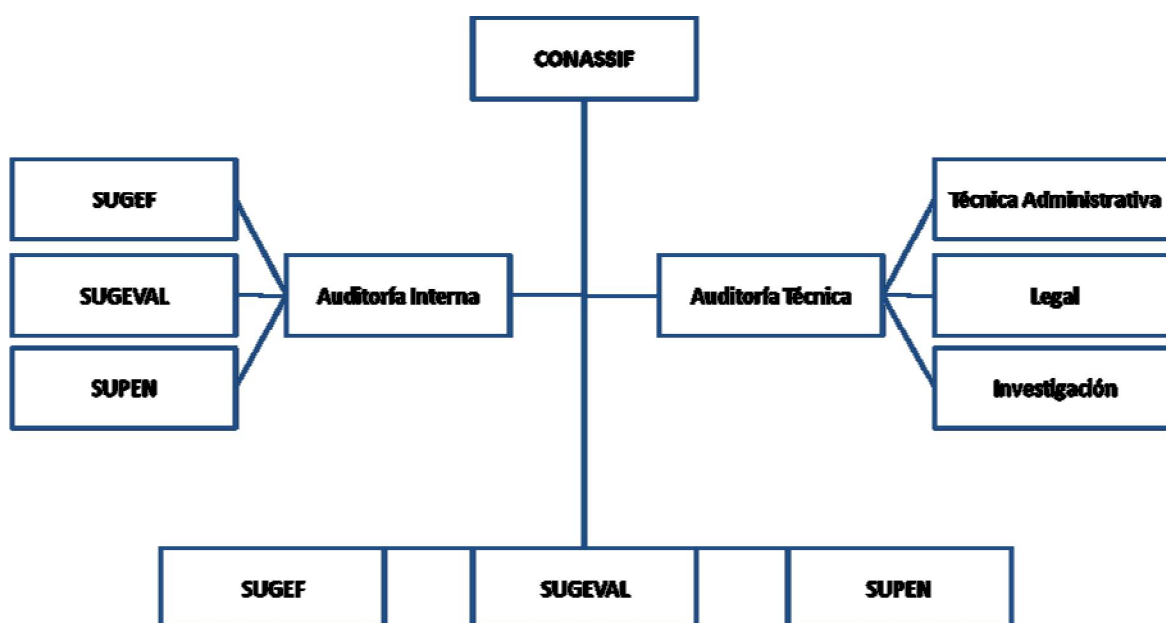 CONASSIF
SUGEF
Técnica Administrativa
SUGEVAL
Auditoría Interna
Auditoría Técnica
Legal
SUPEN
Investigación
SUGEF
SUGEVAL
SUPEN